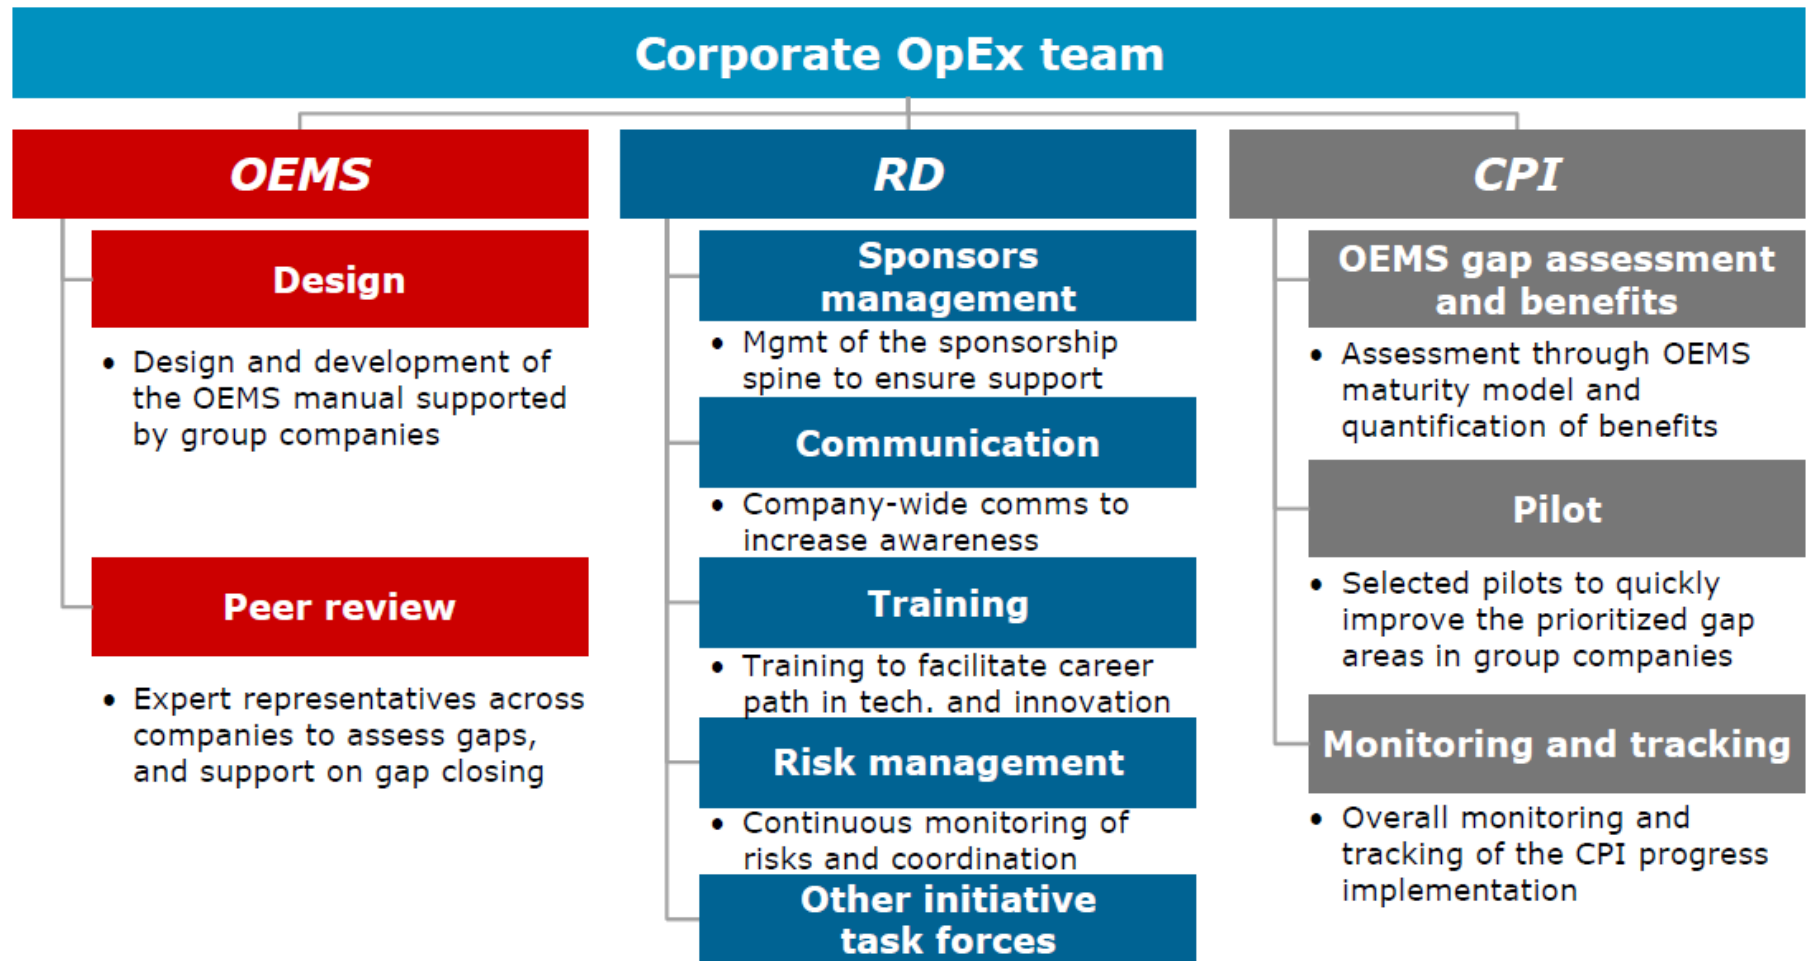 Corporate OpEx team
OEMS
Design
• Design and development of
the OEMS manual supported
by group companies
Peer review
• Expert representatives across
companies to assess gaps,
and support on gap closing
RD
Sponsors
management
• Mgmt of the sponsorship
spine to ensure support
Communication
• Company-wide comms to
increase awareness
Training
• Training to facilitate career
path in tech. and innovation
Risk management
• Continuous monitoring of
risks and coordination
Other initiative
task forces
CPI
OEMS gap assessment
and benefits
• Assessment through OEMS
maturity model and
quantification of benefits
Pilot
• Selected pilots to quickly
improve the prioritized gap
areas in group companies
Monitoring and tracking
• Overall monitoring and
tracking of the CPI progress
implementation